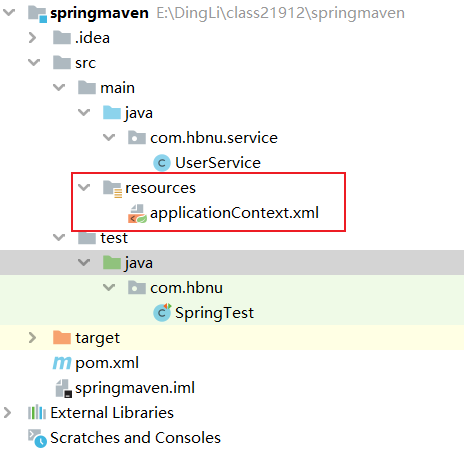 springmaven E:\DingLi\class21912\springmaven
.idea
src
main
java
com.hbnu.service
UserService
resources
applicationContext.xml
test
java
com.hbnu
SpringTest
target
pom.xml
springmaven.iml
External Libraries
Scratches and Consoles